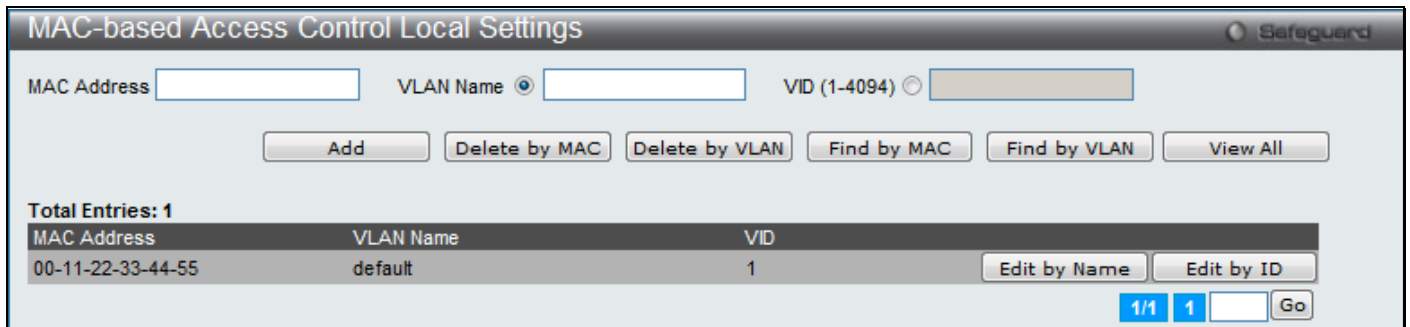 MAC-based Access Control Local Settings
Safeguard
MAC Address VLAN Name VID (1-4094)
Add Delete by MAC Delete by VLAN Find by MAC Find by VLAN View All
Total Entries: 1
MAC Address VLAN Name VID
00-11-22-33-44-55 default 1 Edit by Name Edit by ID
1/1 1 Go